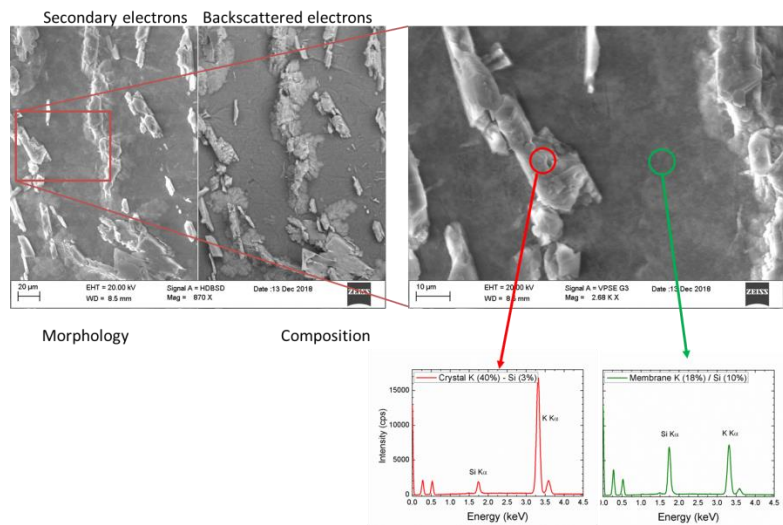 Secondary electrons Backscattered electrons
20 µm EHT = 20.00 kV Signal A = HDBSD Date :13 Dec 2018 ZEISS
WD = 8.5 mm Mag = 870 X
10 µm EHT = 20.00 kV Signal A = VPSE G3 Date :13 Dec 2018 ZEISS
WD = 8.5 mm Mag = 2.68 K X
Morphology Composition
Crystal K (40%) - Si (3%)
15000
10000
5000
0
Intensity (cps)
Si Kα
K Kα
0.0 0.5 1.0 1.5 2.0 2.5 3.0 3.5 4.0 4.5
Energy (keV)
Membrane K (18%) / Si (10%)
Si Kα
K Kα
0.0 0.5 1.0 1.5 2.0 2.5 3.0 3.5 4.0 4.5
Energy (keV)